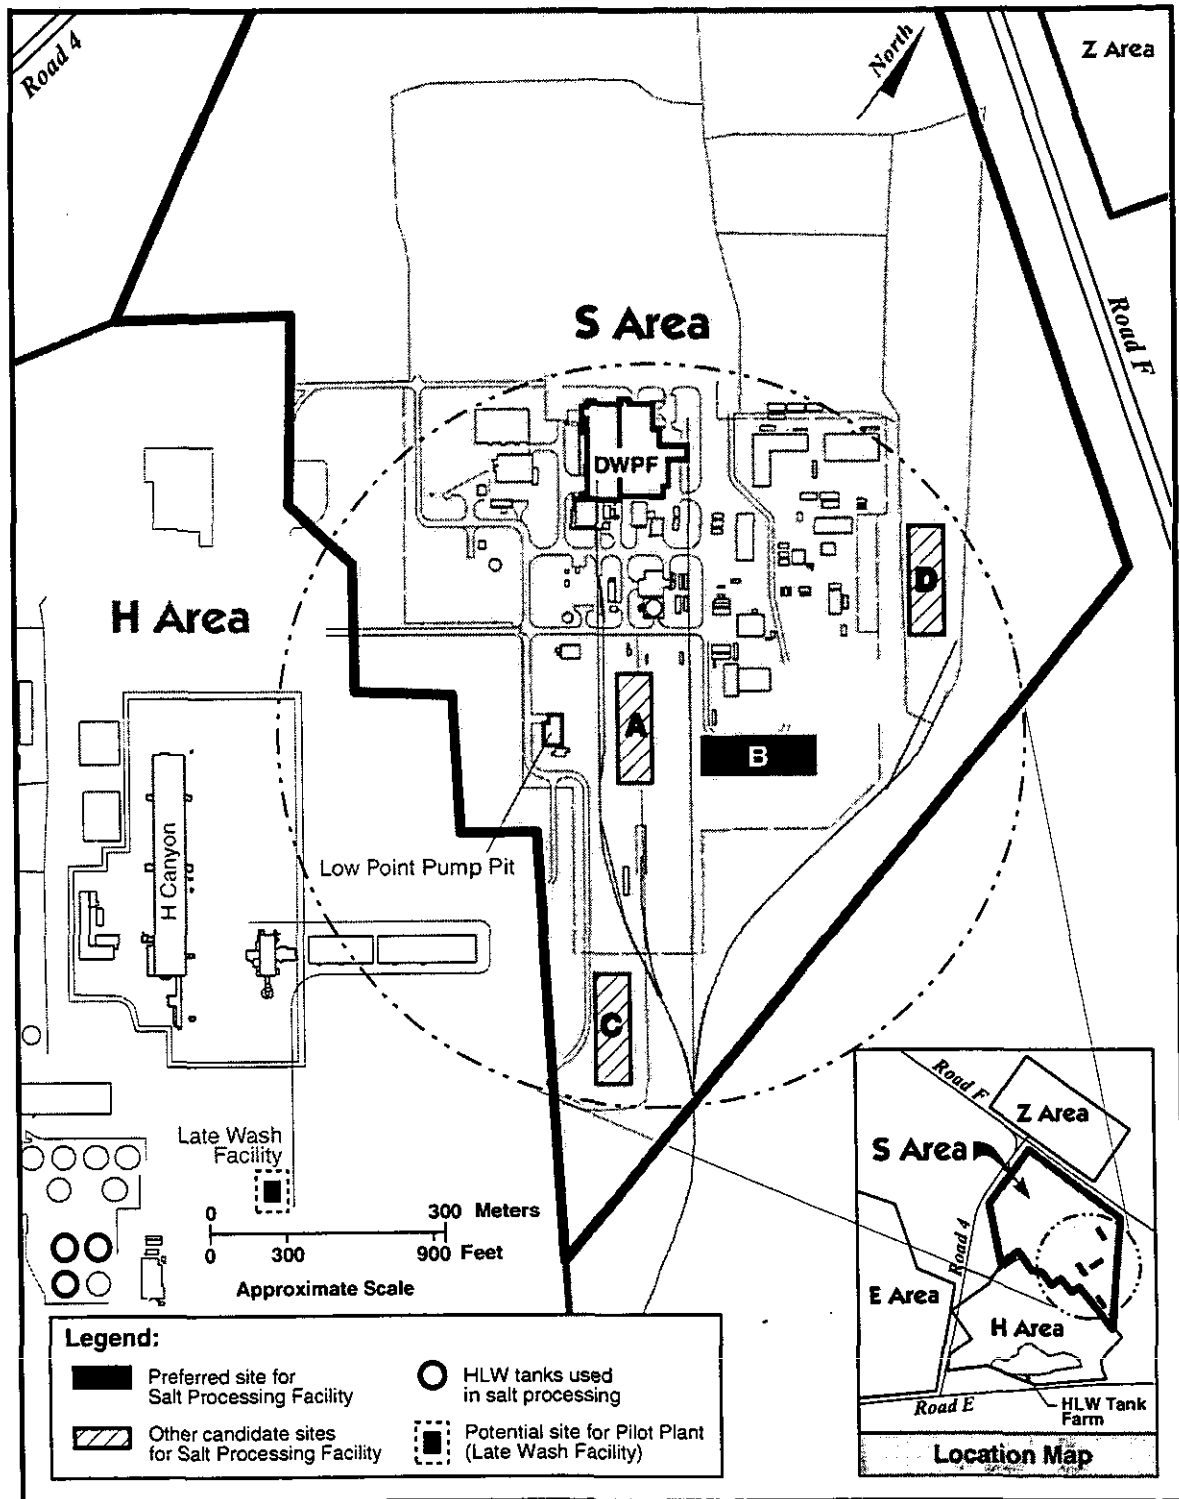 Road 4
North
Z Area
Road F
S Area
DWPF
D
H Area
A
B
Low Point Pump Pit
H Canyon
C
Late Wash
Facility
0
300 Meters
0
300
900 Feet
Approximate Scale
Legend:
Preferred site for
Salt Processing Facility
HLW tanks used
in salt processing
Other candidate sites
for Salt Processing Facility
Potential site for Pilot Plant
(Late Wash Facility)
Road F
Z Area
S Area
Road 4
E Area
H Area
Road E
HLW Tank
Farm
Location Map